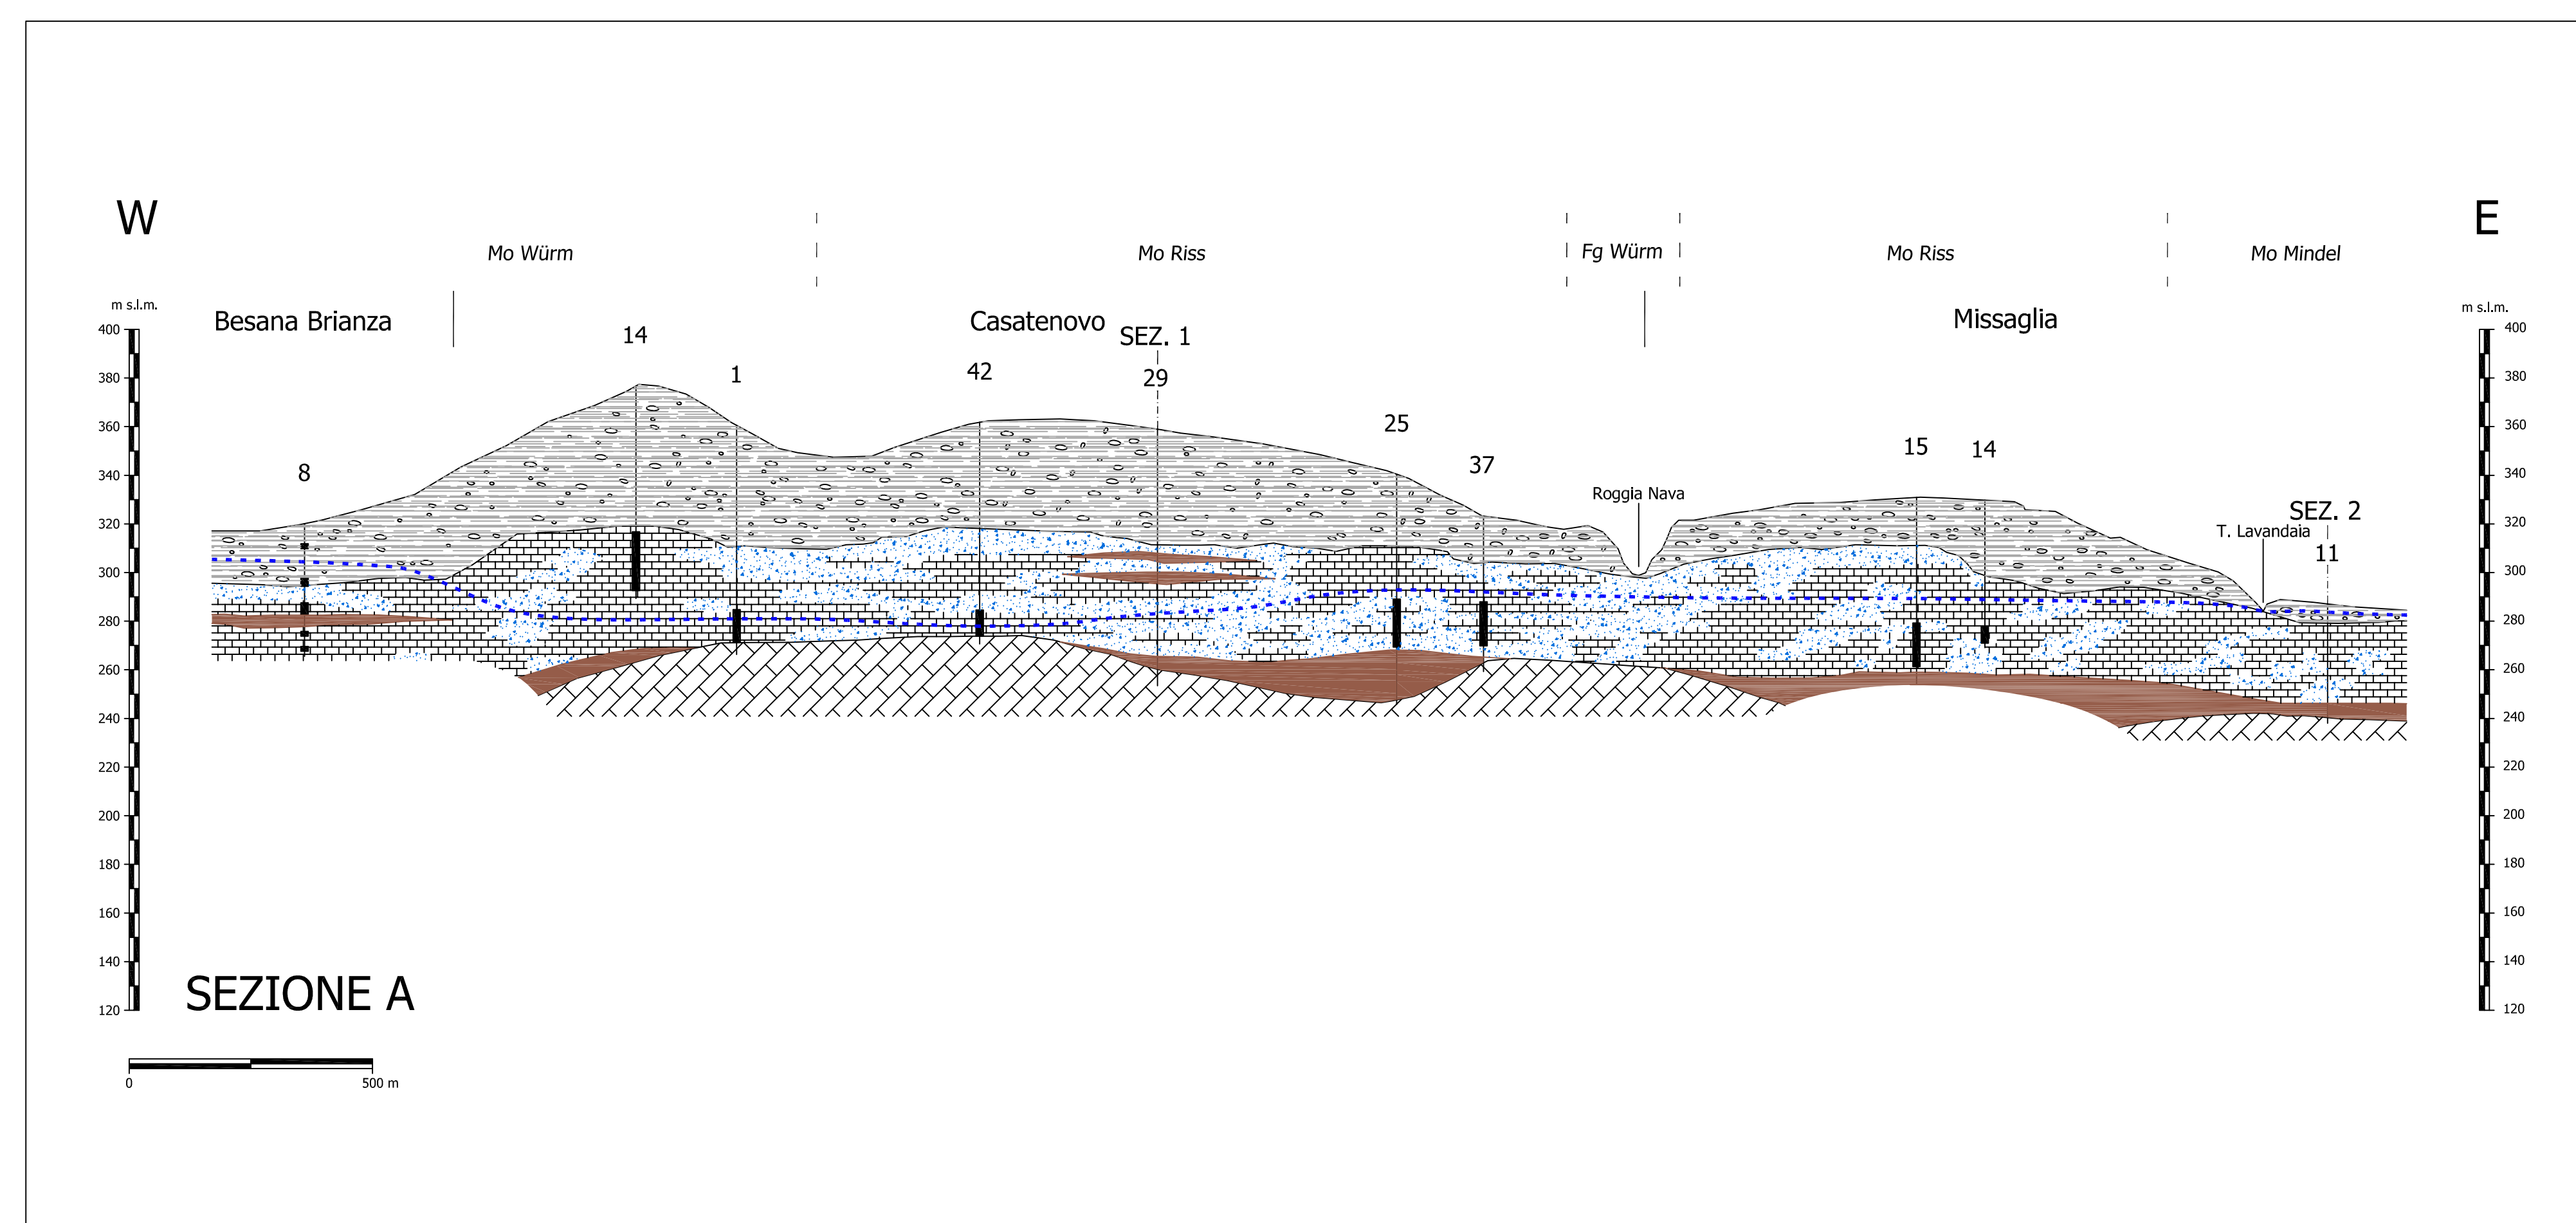 W
E
Mo Würm
Mo Riss
Fg Würm
Mo Riss
Mo Mindel
m s.l.m.
m s.l.m.
Besana Brianza
Casatenovo
Missaglia
SEZ. 1
14
1
42
29
25
37
8
15
14
Roggia Nava
SEZ. 2
T. Lavandaia
11
400
380
360
340
320
300
280
260
240
220
200
180
160
140
120
400
380
360
340
320
300
280
260
240
220
200
180
160
140
120
SEZIONE A
0
500 m